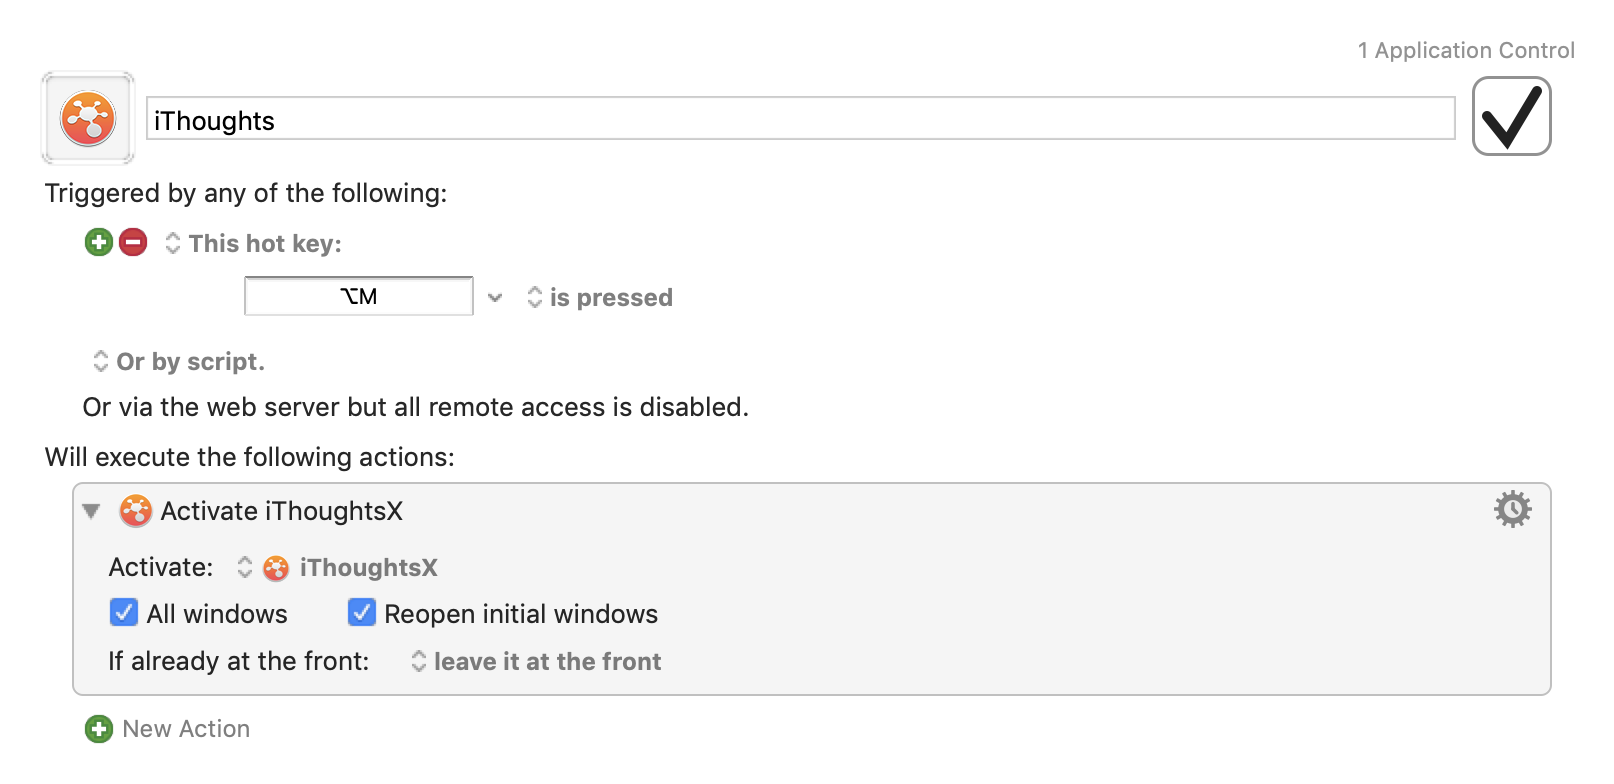 1 Application Control
iThoughts
Triggered by any of the following:
This hot key:
⌥M
is pressed
Or by script.
Or via the web server but all remote access is disabled.
Will execute the following actions:
Activate iThoughtsX
Activate: iThoughtsX
All windows Reopen initial windows
If already at the front: leave it at the front
New Action